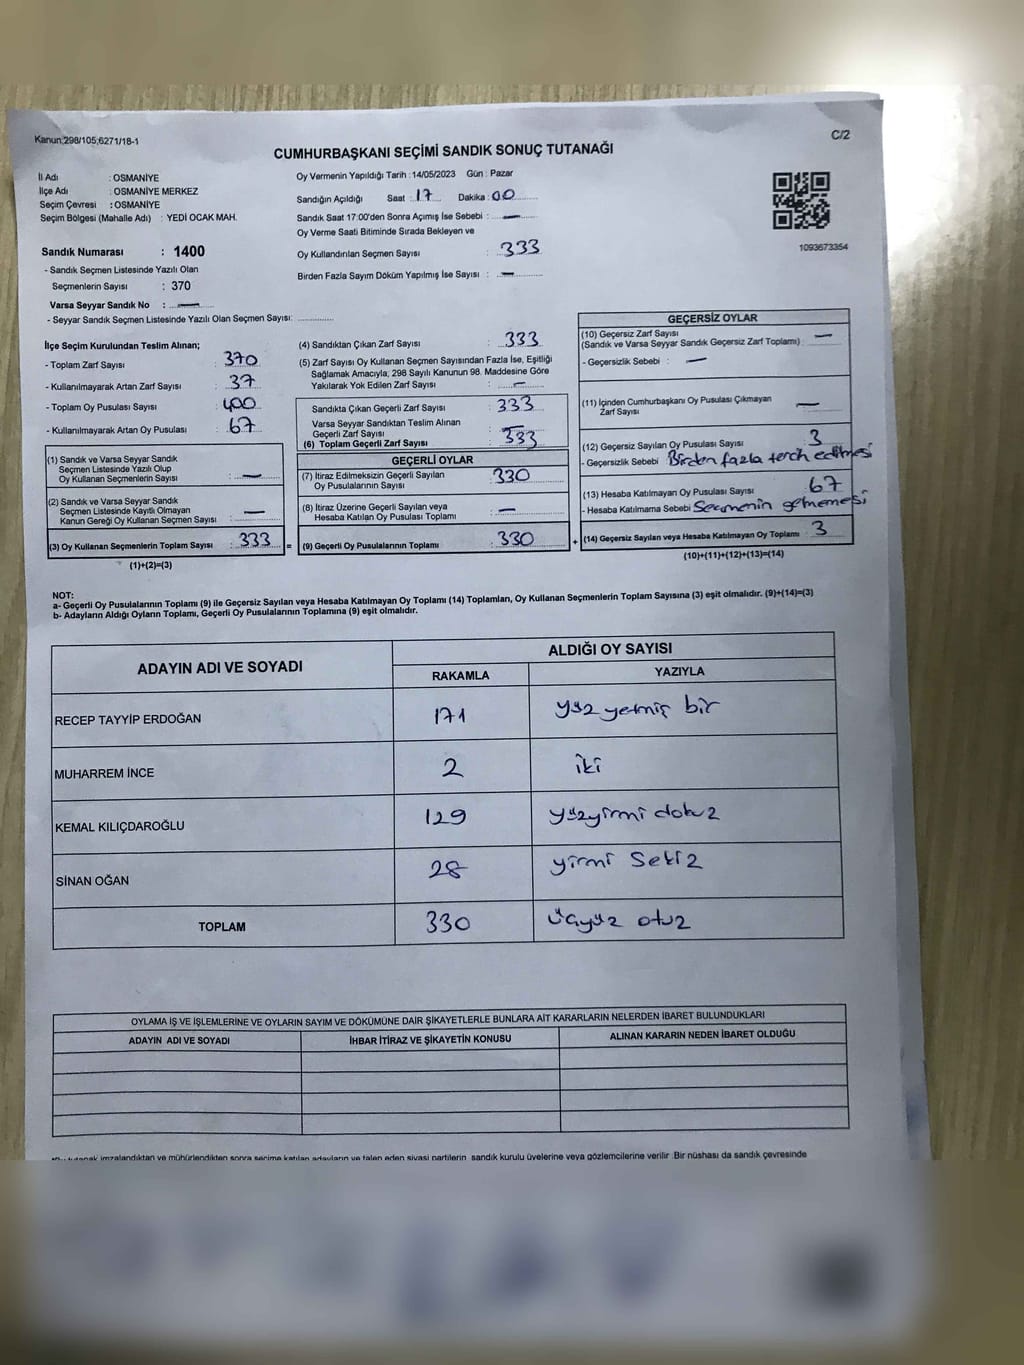 Kanun;298/105;6271/18-1
C/2
CUMHURBAŞKANI SEÇİMİ SANDIK SONUÇ TUTANAĞI
İl Adı : OSMANİYE
İlçe Adı : OSMANİYE MERKEZ
Seçim Çevresi : OSMANİYE
Seçim Bölgesi (Mahalle Adı) : YEDİ OCAK MAH.
Sandık Numarası : 1400
- Sandık Seçmen Listesinde Yazılı Olan
Seçmenlerin Sayısı : 370
Varsa Seyyar Sandık No : —
- Seyyar Sandık Seçmen Listesinde Yazılı Olan Seçmen Sayısı: ..............
Oy Vermenin Yapıldığı Tarih : 14/05/2023 Gün : Pazar
Sandığın Açıldığı Saat : 17 Dakika : 00
Sandık Saat 17:00'den Sonra Açımış İse Sebebi : —
Oy Verme Saati Bitiminde Sırada Bekleyen ve
Oy Kullandırılan Seçmen Sayısı : 333
Birden Fazla Sayım Döküm Yapılmış İse Sayısı : —
1093673354
İlçe Seçim Kurulundan Teslim Alınan;
- Toplam Zarf Sayısı : 370
- Kullanılmayarak Artan Zarf Sayısı : 37
- Toplam Oy Pusulası Sayısı : 400
- Kullanılmayarak Artan Oy Pusulası : 67
(1) Sandık ve Varsa Seyyar Sandık
Seçmen Listesinde Yazılı Olup
Oy Kullanan Seçmenlerin Sayısı : —
(2) Sandık ve Varsa Seyyar Sandık
Seçmen Listesinde Kayıtlı Olmayan
Kanun Gereği Oy Kullanan Seçmen Sayısı : —
(3) Oy Kullanan Seçmenlerin Toplam Sayısı : 333 =
(1)+(2)=(3)
(4) Sandıktan Çıkan Zarf Sayısı : 333
(5) Zarf Sayısı Oy Kullanan Seçmen Sayısından Fazla İse, Eşitliği
Sağlamak Amacıyla; 298 Sayılı Kanunun 98. Maddesine Göre
Yakılarak Yok Edilen Zarf Sayısı : —
Sandıkta Çıkan Geçerli Zarf Sayısı : 333
Varsa Seyyar Sandıktan Teslim Alınan
Geçerli Zarf Sayısı : —
(6) Toplam Geçerli Zarf Sayısı : 333
GEÇERLİ OYLAR
(7) İtiraz Edilmeksizin Geçerli Sayılan
Oy Pusulalarının Sayısı : 330
(8) İtiraz Üzerine Geçerli Sayılan veya
Hesaba Katılan Oy Pusulası Toplamı : —
(9) Geçerli Oy Pusulalarının Toplamı : 330 +
GEÇERSİZ OYLAR
(10) Geçersiz Zarf Sayısı
(Sandık ve Varsa Seyyar Sandık Geçersiz Zarf Toplamı) : —
- Geçersizlik Sebebi : —
(11) İçinden Cumhurbaşkanı Oy Pusulası Çıkmayan
Zarf Sayısı : —
(12) Geçersiz Sayılan Oy Pusulası Sayısı : 3
- Geçersizlik Sebebi Birden fazla terch edilmesi
(13) Hesaba Katılmayan Oy Pusulası Sayısı : 67
- Hesaba Katılmama Sebebi Seçmenin gelmemesi
(14) Geçersiz Sayılan veya Hesaba Katılmayan Oy Toplamı : 3
(10)+(11)+(12)+(13)=(14)
NOT:
a- Geçerli Oy Pusulalarının Toplamı (9) ile Geçersiz Sayılan veya Hesaba Katılmayan Oy Toplamı (14) Toplamları, Oy Kullanan Seçmenlerin Toplam Sayısına (3) eşit olmalıdır. (9)+(14)=(3)
b- Adayların Aldığı Oyların Toplamı, Geçerli Oy Pusulalarının Toplamına (9) eşit olmalıdır.
ADAYIN ADI VE SOYADI
ALDIĞI OY SAYISI
RAKAMLA YAZIYLA
RECEP TAYYİP ERDOĞAN 171 yüz yetmiş bir
MUHARREM İNCE 2 iki
KEMAL KILIÇDAROĞLU 129 yüzyirmi dokuz
SİNAN OĞAN 28 yirmi sekiz
TOPLAM 330 üçyüz otuz
OYLAMA İŞ VE İŞLEMLERİNE VE OYLARIN SAYIM VE DÖKÜMÜNE DAİR ŞİKAYETLERLE BUNLARA AİT KARARLARIN NELERDEN İBARET BULUNDUKLARI
ADAYIN ADI VE SOYADI İHBAR İTİRAZ VE ŞİKAYETİN KONUSU ALINAN KARARIN NEDEN İBARET OLDUĞU
tutanak imzalandıktan ve mühürlendikten sonra seçime katılan adayların ve talep eden siyasi partilerin sandık kurulu üyelerine veya gözlemcilerine verilir .Bir nüshası da sandık çevresinde